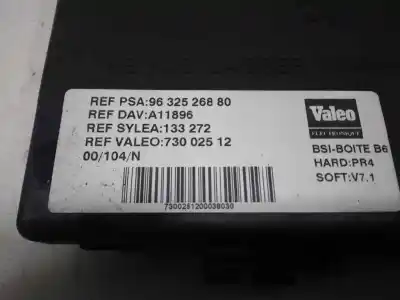 REF PSA:96 325 268 80
REF DAV:A11896
REF SYLEA:133 272
REF VALEO:730 025 12
00/104/N
Valeo
ELECTRONIQUE
BSI-BOITE B6
HARD:PR4
SOFT:V7.1
7300251200038030